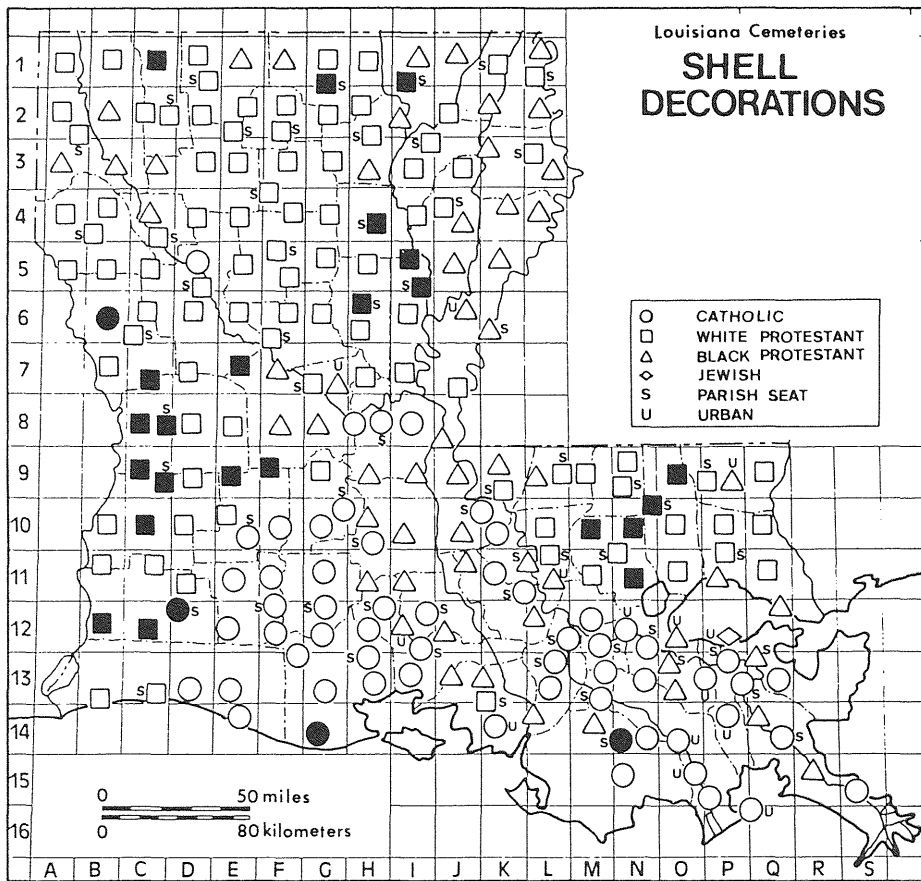 Louisiana Cemeteries
SHELL
DECORATIONS
○ CATHOLIC
□ WHITE PROTESTANT
△ BLACK PROTESTANT
◇ JEWISH
S PARISH SEAT
U URBAN
1
2
3
4
5
6
7
8
9
10
11
12
13
14
15
16
0 50 miles
0 80 kilometers
A B C D E F G H I J K L M N O P Q R S